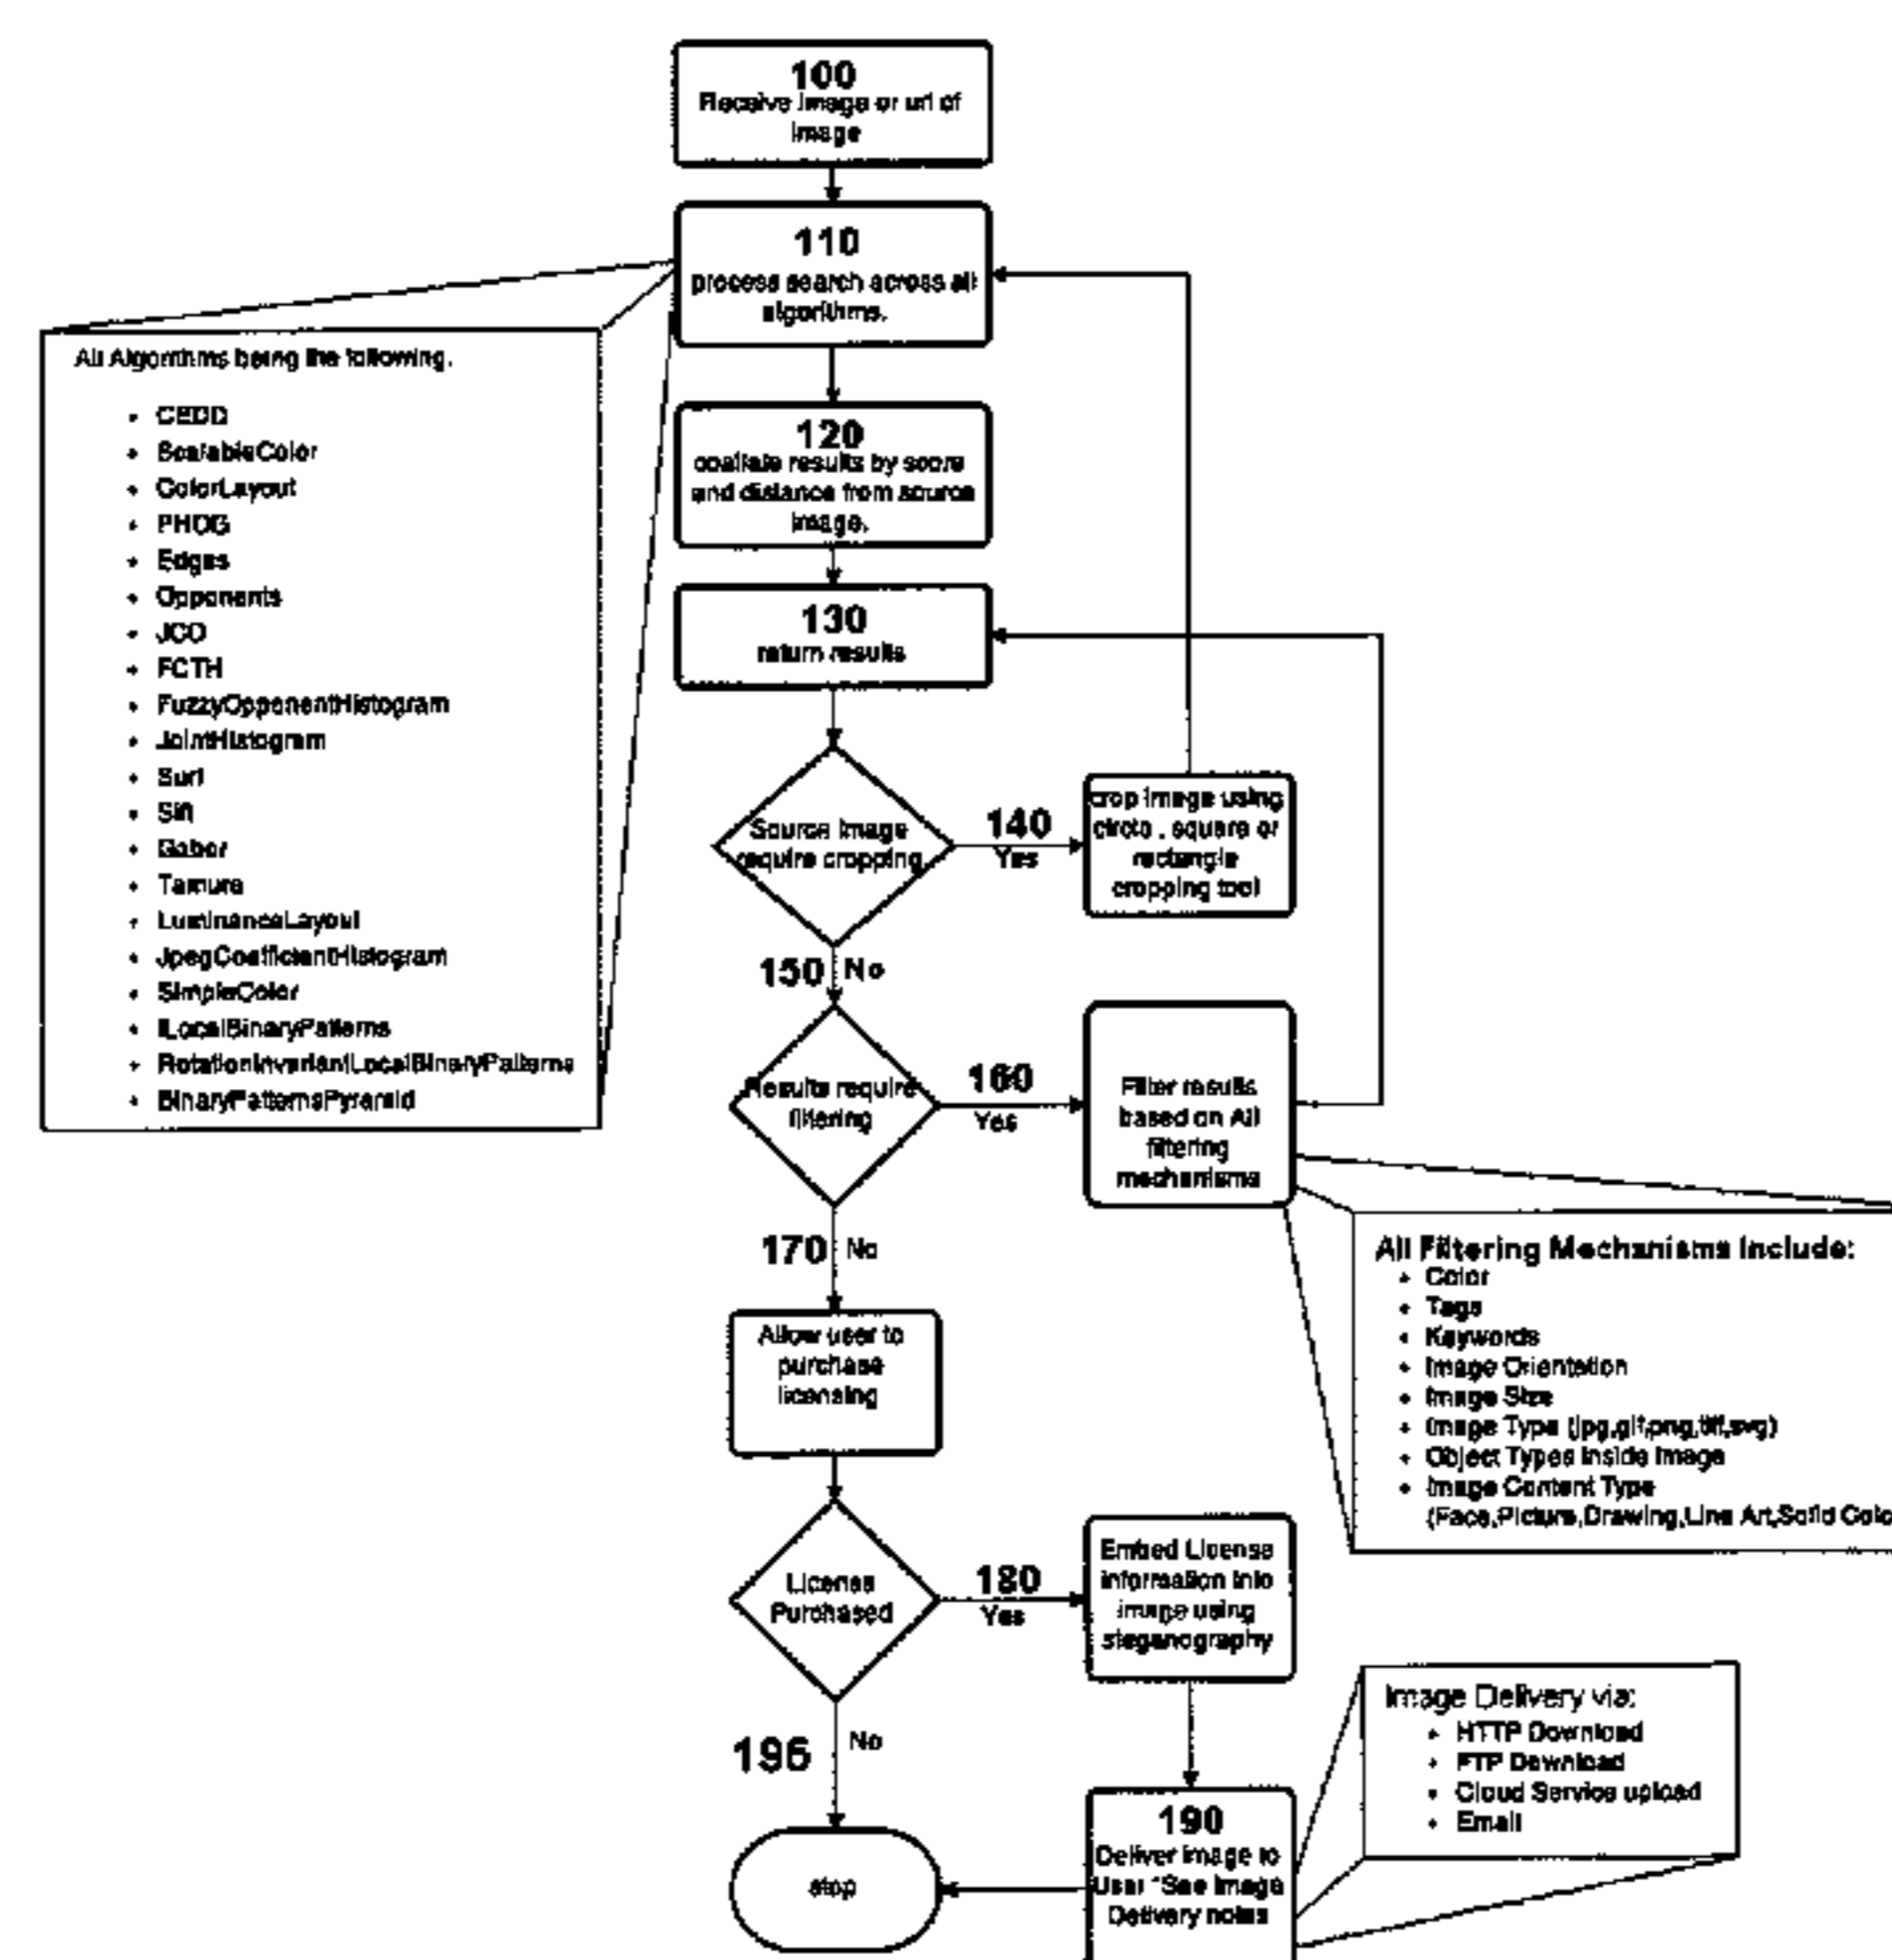 100
Receive image or url of
image
110
process search across all
algorithms.
All Algorithms being the following.
• CEDD
• ScalableColor
• ColorLayout
• PHOG
• Edges
• Opponents
• JCD
• FCTH
• FuzzyOpponentHistogram
• JointHistogram
• Surf
• Sift
• Gabor
• Tamura
• LuminanceLayout
• JpegCoefficientHistogram
• SimpleColor
• lLocalBinaryPatterns
• RotationInvariantLocalBinaryPatterns
• BinaryPatternsPyramid
120
coallate results by score
and distance from source
image.
130
return results
Source image
require cropping
140
Yes
crop image using
circle , square or
rectangle
cropping tool
150 No
Results require
filtering
160
Yes
Filter results
based on All
filtering
mechanisms
All Filtering Mechanisms Include:
• Color
• Tags
• Keywords
• Image Orientation
• Image Size
• Image Type (jpg,gif,png,tiff,svg)
• Object Types Inside Image
• Image Content Type
(Face,Picture,Drawing,Line Art,Solid Colo
170 No
Allow user to
purchase
licensing
License
Purchased
180
Yes
Embed License
information into
image using
steganography
Image Delivery via:
• HTTP Download
• FTP Download
• Cloud Service upload
• Email
195 No
stop
190
Deliver image to
User *See Image
Delivery notes